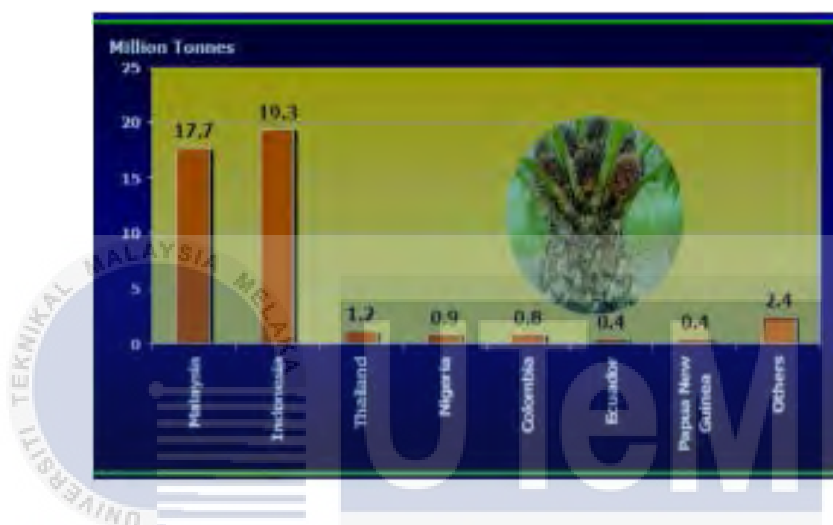 Million Tonnes
25
20
15
10
5
0
17.7
19.3
1.2
0.9
0.8
0.4
0.4
2.4
Malaysia
Indonesia
Thailand
Nigeria
Colombia
Ecuador
Papua New
Guinea
Others
UNIVERSITI TEKNIKAL MALAYSIA MELAKA
UTeM